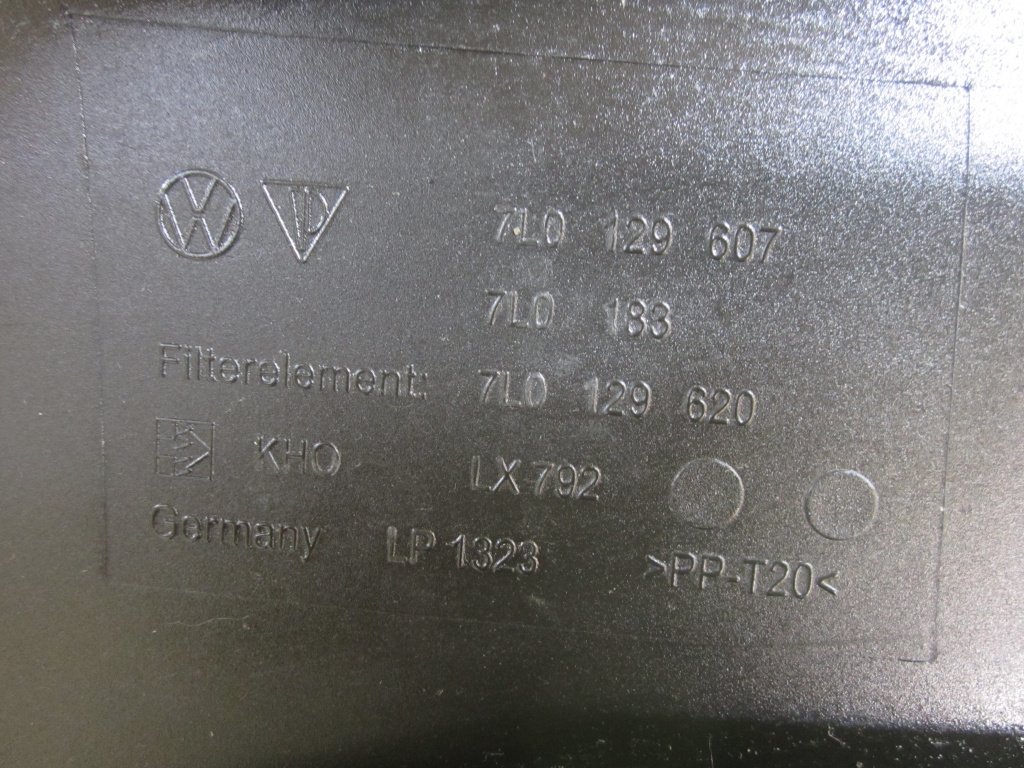 7L0 129 607
7L0 183
Filterelement: 7L0 129 620
KHO LX 792
Germany LP 1323 >PP-T20<